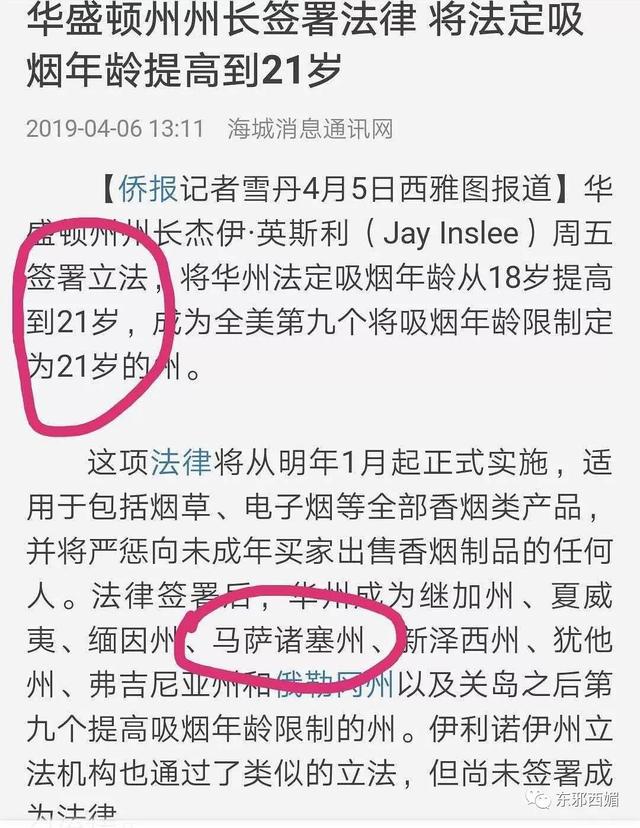 华盛顿州州长签署法律 将法定吸
烟年龄提高到21岁
2019-04-06 13:11 海城消息通讯网
【侨报记者雪丹4月5日西雅图报道】华
盛顿州州长杰伊·英斯利（Jay Inslee）周五
签署立法，将华州法定吸烟年龄从18岁提高
到21岁，成为全美第九个将吸烟年龄限制定
为21岁的州。
这项法律将从明年1月起正式实施，适
用于包括烟草、电子烟等全部香烟类产品，
并将严惩向未成年买家出售香烟制品的任何
人。法律签署后，华州成为继加州、夏威
夷、缅因州、马萨诸塞州、新泽西州、犹他
州、弗吉尼亚州和俄勒冈州以及关岛之后第
九个提高吸烟年龄限制的州。伊利诺伊州立
法机构也通过了类似的立法，但尚未签署成
为法律
东邪西媚